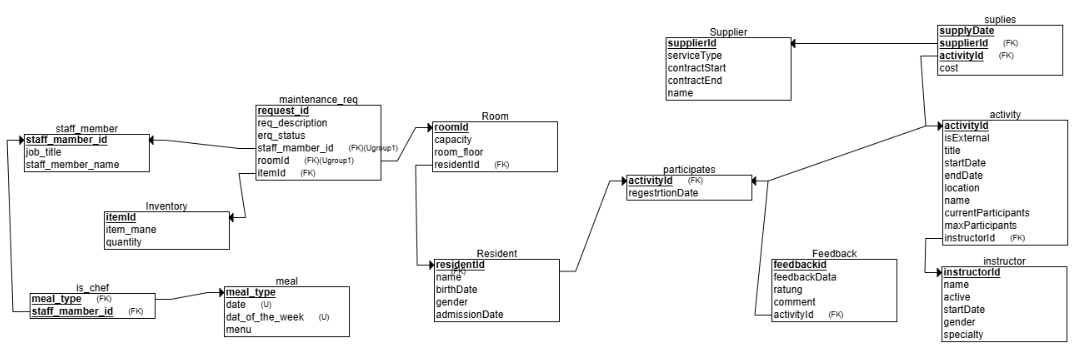 suplies
supplyDate
supplierId (FK)
activityId (FK)
cost
Supplier
supplierId
serviceType
contractStart
contractEnd
name
maintenance_req
request_id
req_description
erq_status
staff_mamber_id (FK)(Ugroup1)
roomId (FK)(Ugroup1)
itemId (FK)
staff_member
staff_mamber_id
job_title
staff_member_name
Room
roomId
capacity
room_floor
residentId (FK)
activity
activityId
isExternal
title
startDate
endDate
location
name
currentParticipants
maxParticipants
instructorId (FK)
participates
activityId (FK)
regestrtionDate
Inventory
itemId
item_mane
quantity
Resident
residentId
(FK)
name
birthDate
gender
admissionDate
Feedback
feedbackid
feedbackData
ratung
comment
activityId (FK)
instructor
instructorId
name
active
startDate
gender
specialty
is_chef
meal_type (FK)
staff_mamber_id (FK)
meal
meal_type
date (U)
dat_of_the_week (U)
menu